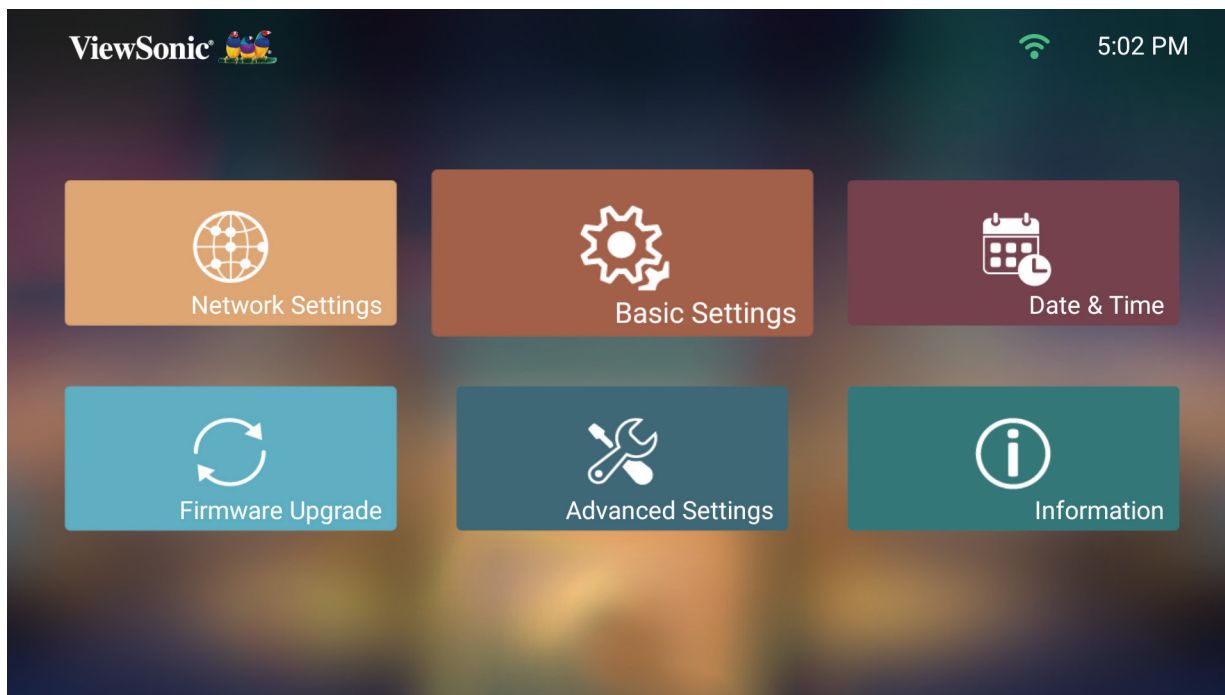 ViewSonic
5:02 PM
Network Settings
Basic Settings
Date & Time
Firmware Upgrade
Advanced Settings
Information